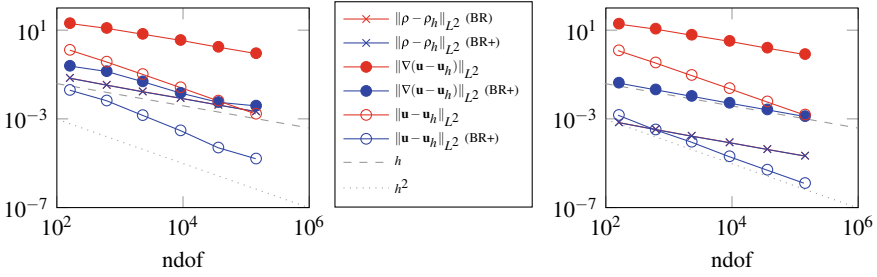 10^1
10^−3
10^−7
10^2
10^4
10^6
ndof
‖ρ − ρ_h‖_{L^2} (BR)
‖ρ − ρ_h‖_{L^2} (BR+)
‖∇(u − u_h)‖_{L^2}
‖∇(u − u_h)‖_{L^2} (BR+)
‖u − u_h‖_{L^2}
‖u − u_h‖_{L^2} (BR+)
h
h^2
10^1
10^−3
10^−7
10^2
10^4
10^6
ndof